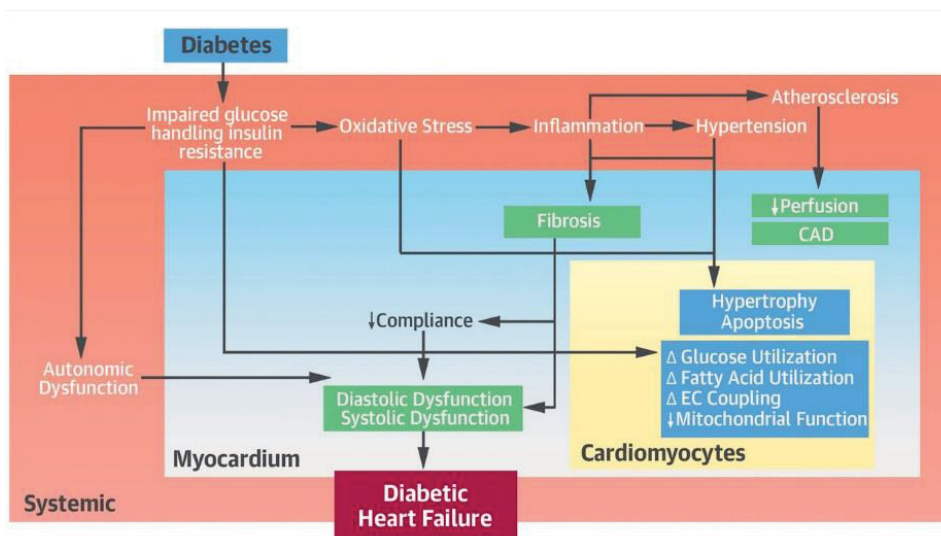 Diabetes
Impaired glucose
handling insulin
resistance
Oxidative Stress
Inflammation
Hypertension
Atherosclerosis
Fibrosis
↓Perfusion
CAD
Hypertrophy
Apoptosis
↓Compliance
Autonomic
Dysfunction
Δ Glucose Utilization
Δ Fatty Acid Utilization
Δ EC Coupling
↓Mitochondrial Function
Diastolic Dysfunction
Systolic Dysfunction
Myocardium
Cardiomyocytes
Systemic
Diabetic
Heart Failure